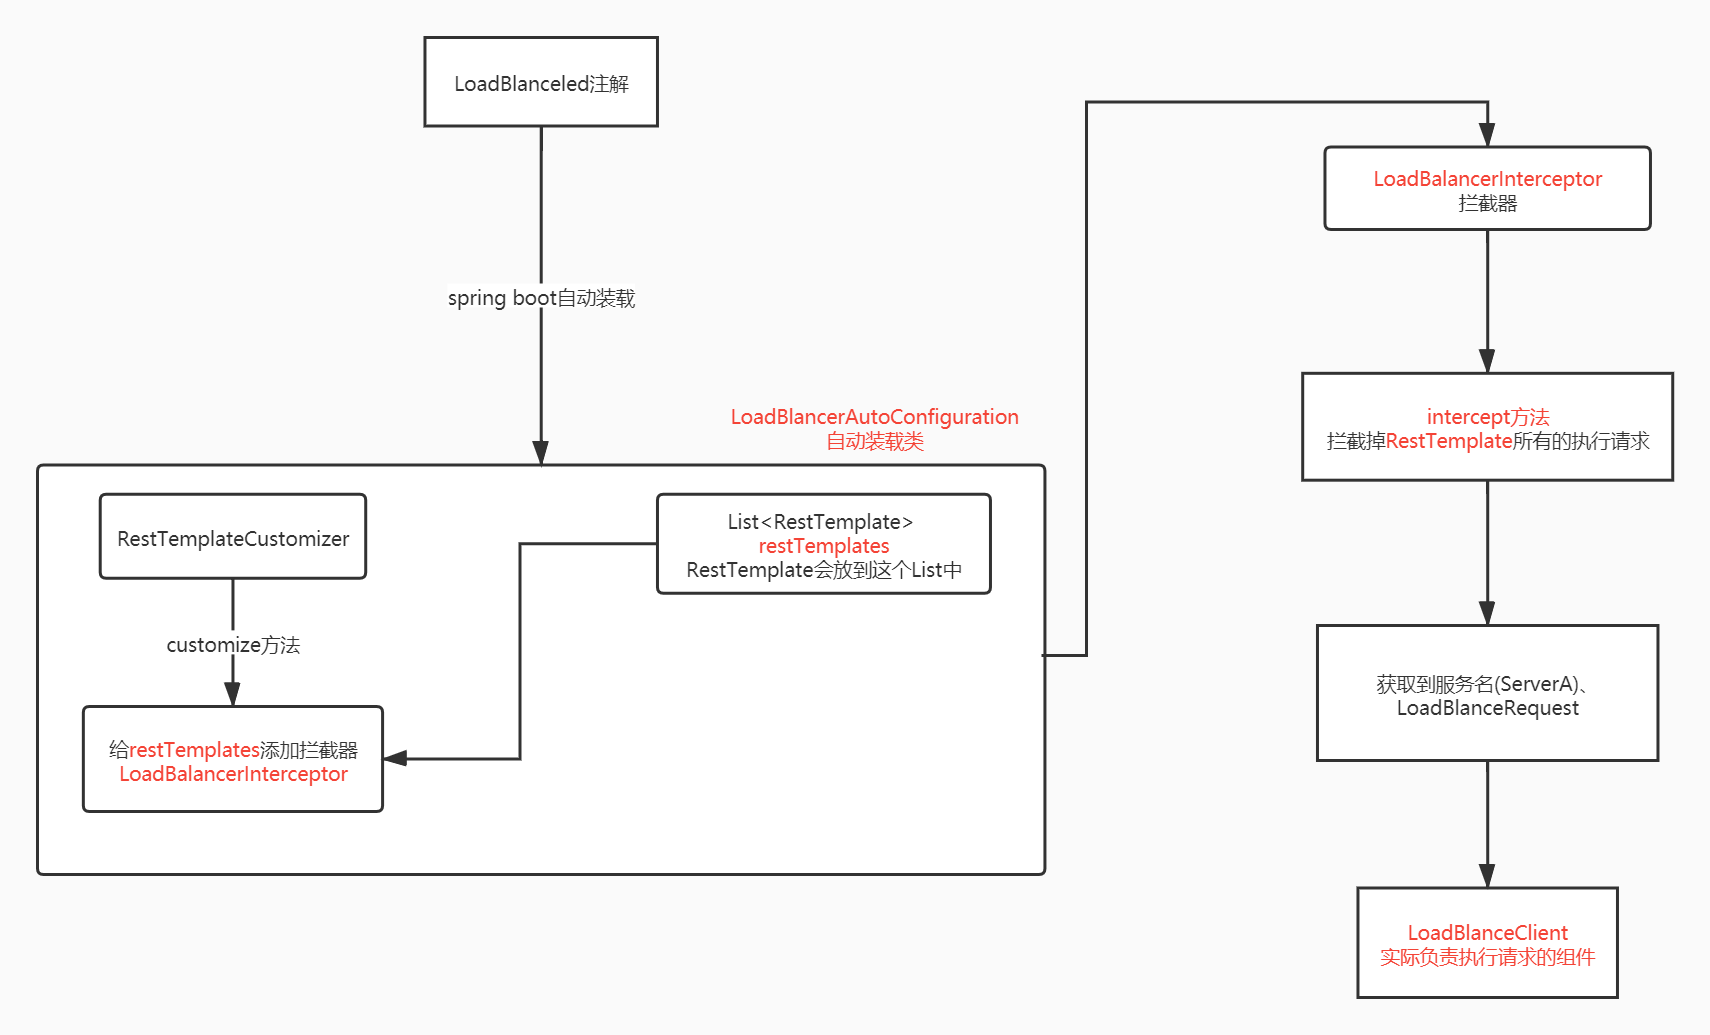 LoadBlanceled注解
spring boot自动装载
LoadBlancerAutoConfiguration
自动装载类
RestTemplateCustomizer
customize方法
给restTemplates添加拦截器
LoadBalancerInterceptor
List<RestTemplate>
restTemplates
RestTemplate会放到这个List中
LoadBalancerInterceptor
拦截器
intercept方法
拦截掉RestTemplate所有的执行请求
获取到服务名(ServerA)、
LoadBlanceRequest
LoadBlanceClient
实际负责执行请求的组件